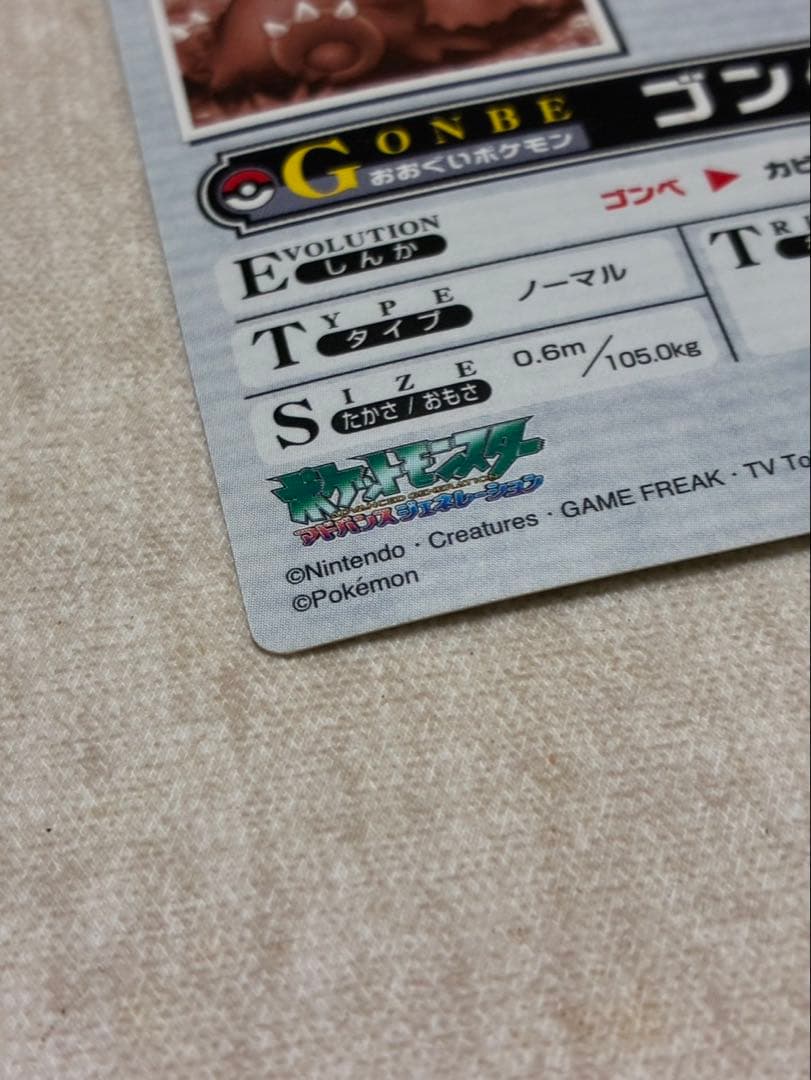 GONBE ゴン
おおぐいポケモン
EVOLUTION
しんか
ゴンベ ▶ カビ
TYPE
タイプ
ノーマル
SIZE
たかさ / おもさ
0.6m/105.0kg
ポケットモンスター
ADVANCED GENERATION
アドバンスジェネレーション
©Nintendo · Creatures · GAME FREAK · TV To
©Pokémon